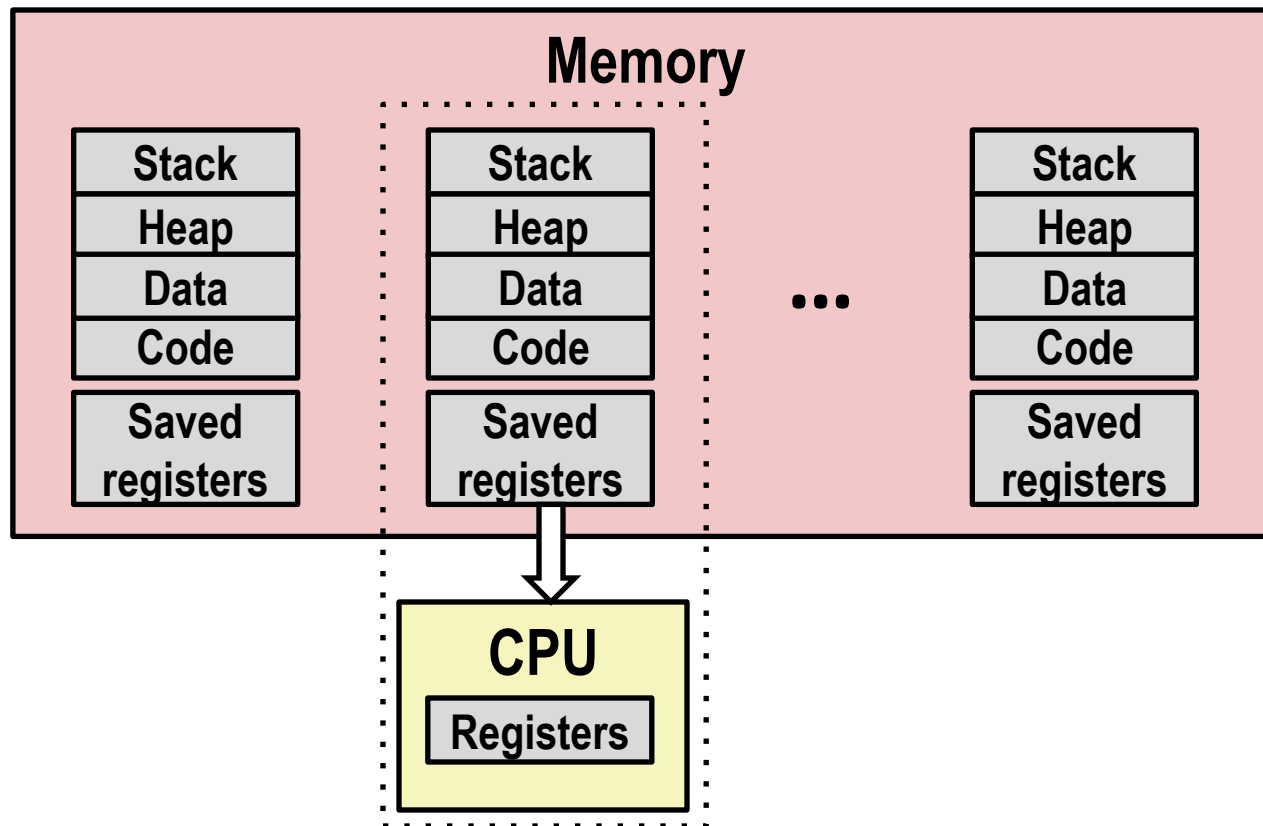 Memory
Stack
Heap
Data
Code
Saved
registers
Stack
Heap
Data
Code
Saved
registers
...
Stack
Heap
Data
Code
Saved
registers
CPU
Registers